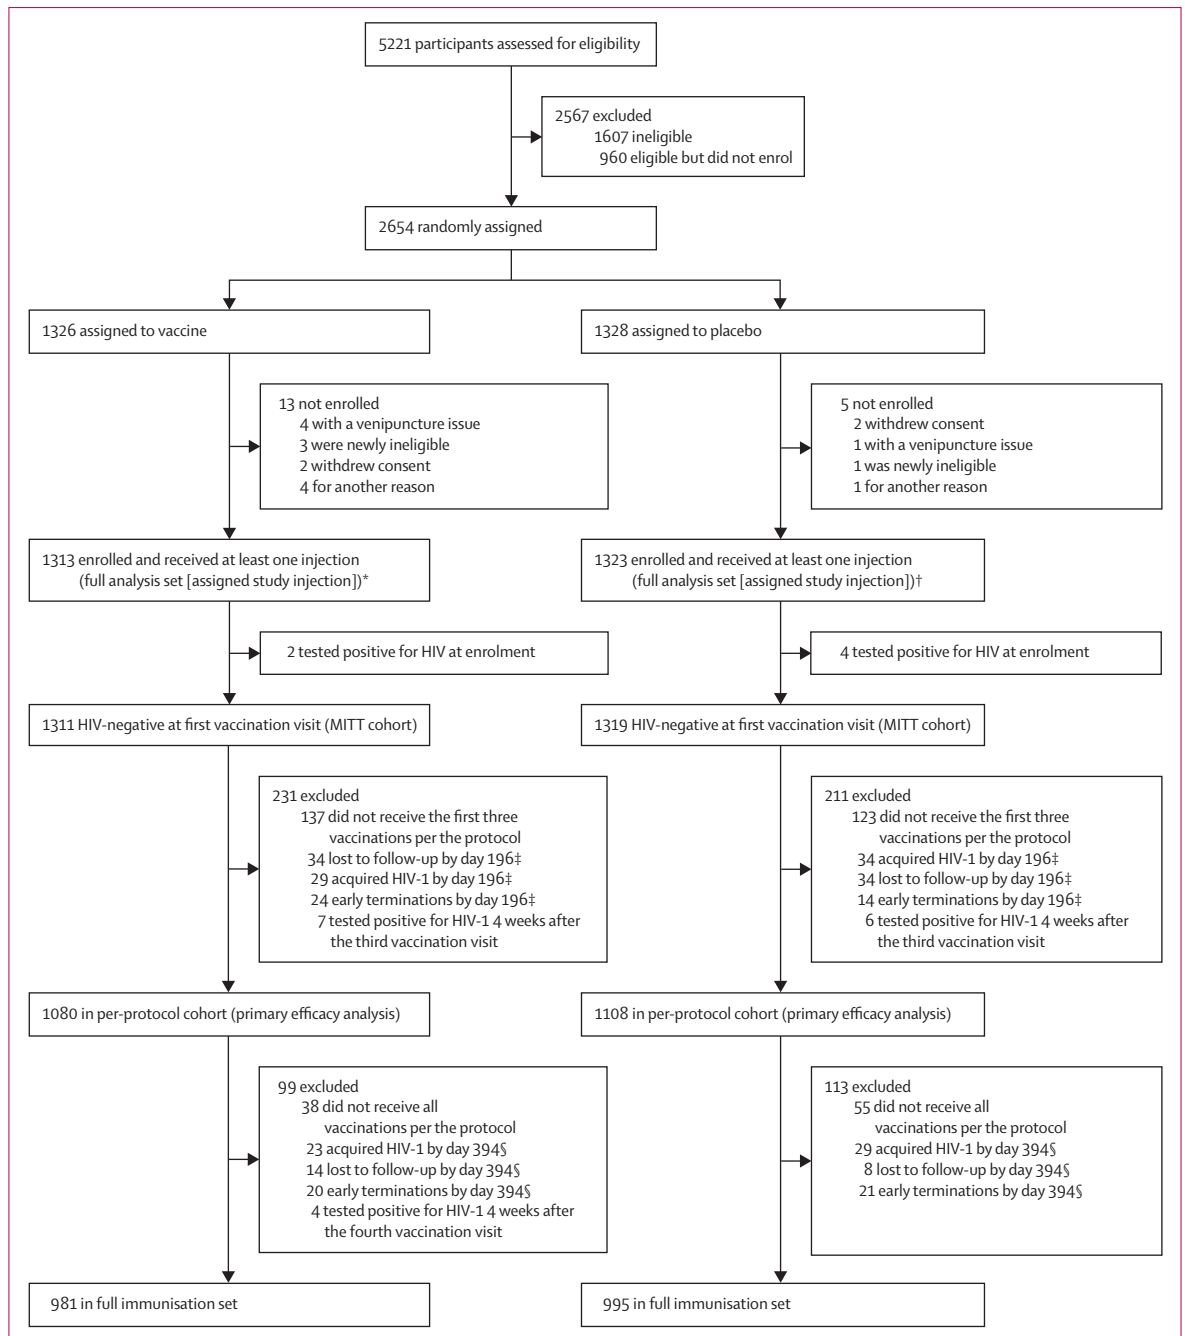 5221 participants assessed for eligibility
2567 excluded
1607 ineligible
960 eligible but did not enrol
2654 randomly assigned
1326 assigned to vaccine
1328 assigned to placebo
13 not enrolled
4 with a venipuncture issue
3 were newly ineligible
2 withdrew consent
4 for another reason
5 not enrolled
2 withdrew consent
1 with a venipuncture issue
1 was newly ineligible
1 for another reason
1313 enrolled and received at least one injection
(full analysis set [assigned study injection])*
1323 enrolled and received at least one injection
(full analysis set [assigned study injection])†
2 tested positive for HIV at enrolment
4 tested positive for HIV at enrolment
1311 HIV-negative at first vaccination visit (MITT cohort)
1319 HIV-negative at first vaccination visit (MITT cohort)
231 excluded
137 did not receive the first three
vaccinations per the protocol
34 lost to follow-up by day 196‡
29 acquired HIV-1 by day 196‡
24 early terminations by day 196‡
7 tested positive for HIV-1 4 weeks after
the third vaccination visit
211 excluded
123 did not receive the first three
vaccinations per the protocol
34 acquired HIV-1 by day 196‡
34 lost to follow-up by day 196‡
14 early terminations by day 196‡
6 tested positive for HIV-1 4 weeks after
the third vaccination visit
1080 in per-protocol cohort (primary efficacy analysis)
1108 in per-protocol cohort (primary efficacy analysis)
99 excluded
38 did not receive all
vaccinations per the protocol
23 acquired HIV-1 by day 394§
14 lost to follow-up by day 394§
20 early terminations by day 394§
4 tested positive for HIV-1 4 weeks after
the fourth vaccination visit
113 excluded
55 did not receive all
vaccinations per the protocol
29 acquired HIV-1 by day 394§
8 lost to follow-up by day 394§
21 early terminations by day 394§
981 in full immunisation set
995 in full immunisation set